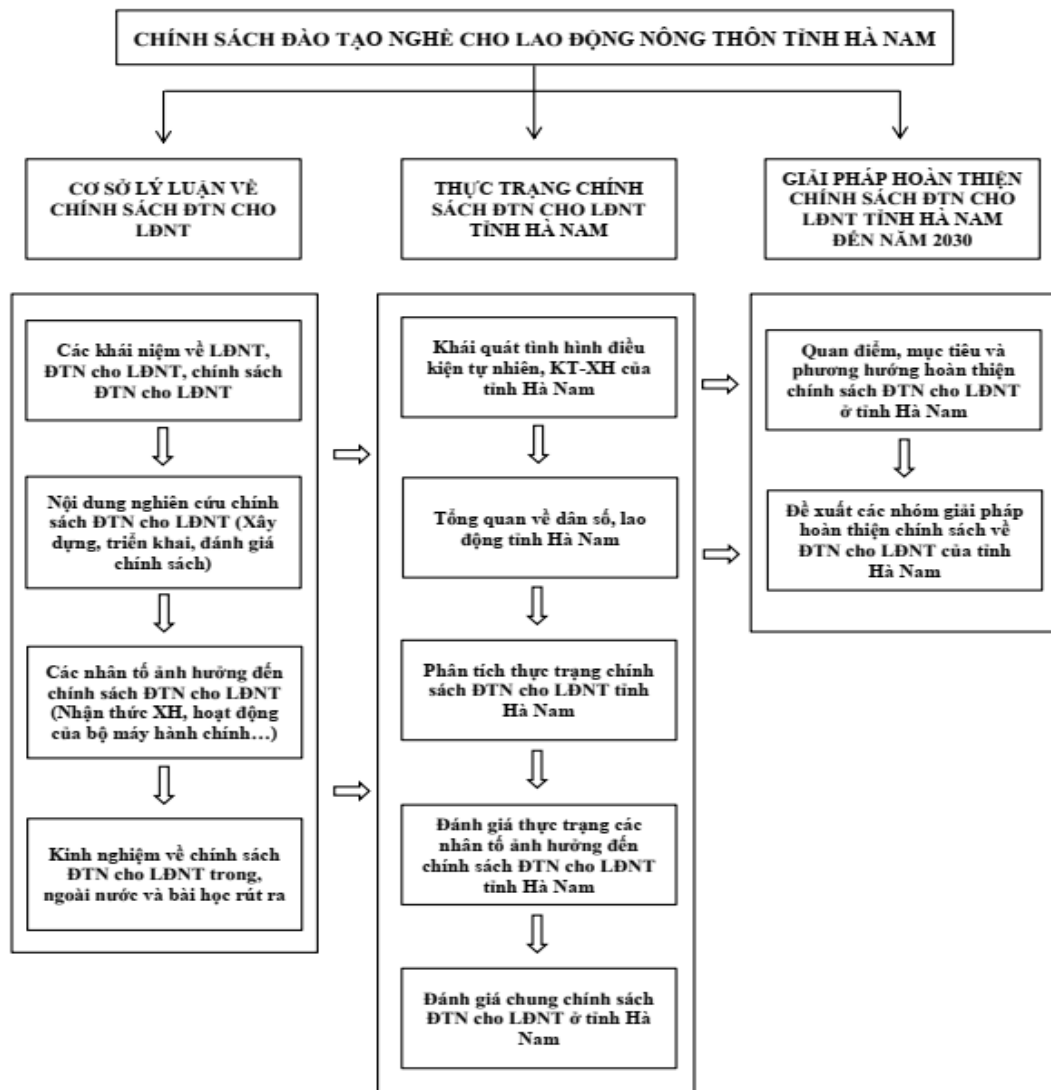 CHÍNH SÁCH ĐÀO TẠO NGHỀ CHO LAO ĐỘNG NÔNG THÔN TỈNH HÀ NAM
CƠ SỞ LÝ LUẬN VỀ
CHÍNH SÁCH ĐTN CHO
LĐNT
THỰC TRẠNG CHÍNH
SÁCH ĐTN CHO LĐNT
TỈNH HÀ NAM
GIẢI PHÁP HOÀN THIỆN
CHÍNH SÁCH ĐTN CHO
LĐNT TỈNH HÀ NAM
ĐẾN NĂM 2030
Các khái niệm về LĐNT,
ĐTN cho LĐNT, chính sách
ĐTN cho LĐNT
Nội dung nghiên cứu chính
sách ĐTN cho LĐNT (Xây
dựng, triển khai, đánh giá
chính sách)
Các nhân tố ảnh hưởng đến
chính sách ĐTN cho LĐNT
(Nhận thức XH, hoạt động
của bộ máy hành chính…)
Kinh nghiệm về chính sách
ĐTN cho LĐNT trong,
ngoài nước và bài học rút ra
Khái quát tình hình điều
kiện tự nhiên, KT-XH của
tỉnh Hà Nam
Tổng quan về dân số, lao
động tỉnh Hà Nam
Phân tích thực trạng chính
sách ĐTN cho LĐNT tỉnh
Hà Nam
Đánh giá thực trạng các
nhân tố ảnh hưởng đến
chính sách ĐTN cho LĐNT
tỉnh Hà Nam
Đánh giá chung chính sách
ĐTN cho LĐNT ở tỉnh Hà
Nam
Quan điểm, mục tiêu và
phương hướng hoàn thiện
chính sách ĐTN cho LĐNT
ở tỉnh Hà Nam
Đề xuất các nhóm giải pháp
hoàn thiện chính sách về
ĐTN cho LĐNT của tỉnh
Hà Nam